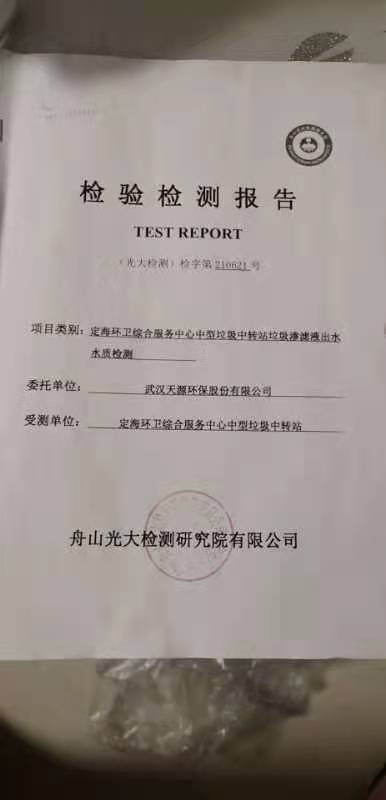 检验检测报告
TEST REPORT
（光大检测）检字第 210621 号
项目类别：定海环卫综合服务中心中型垃圾中转站垃圾渗滤液出水
水质检测
委托单位：武汉天源环保股份有限公司
受测单位：定海环卫综合服务中心中型垃圾中转站
舟山光大检测研究院有限公司